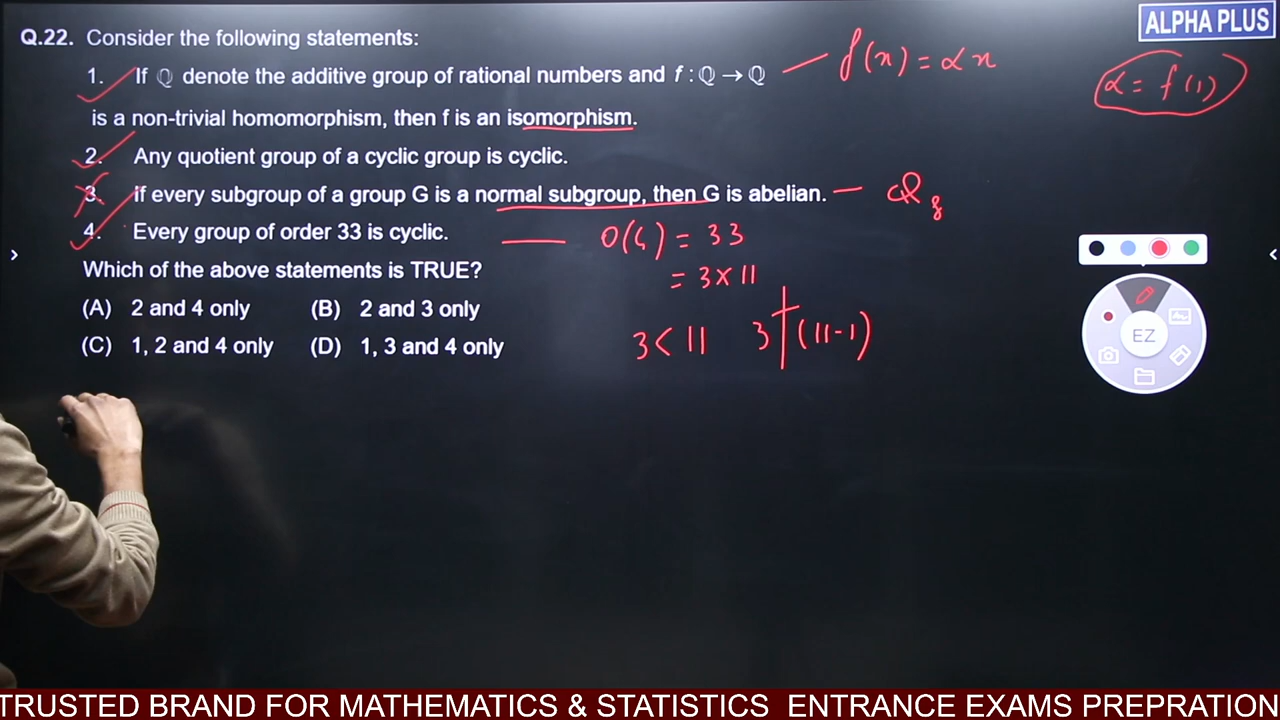 ALPHA PLUS
Q.22. Consider the following statements:
1. If ℚ denote the additive group of rational numbers and f : ℚ → ℚ — f(x) = αx
α = f(1)
is a non-trivial homomorphism, then f is an isomorphism.
2. Any quotient group of a cyclic group is cyclic.
3. If every subgroup of a group G is a normal subgroup, then G is abelian. — Q₈
4. Every group of order 33 is cyclic. — O(G) = 33
= 3 × 11
Which of the above statements is TRUE?
(A) 2 and 4 only (B) 2 and 3 only
3 < 11 3 ∤ (11-1)
(C) 1, 2 and 4 only (D) 1, 3 and 4 only
EZ
TRUSTED BRAND FOR MATHEMATICS & STATISTICS ENTRANCE EXAMS PREPRATION